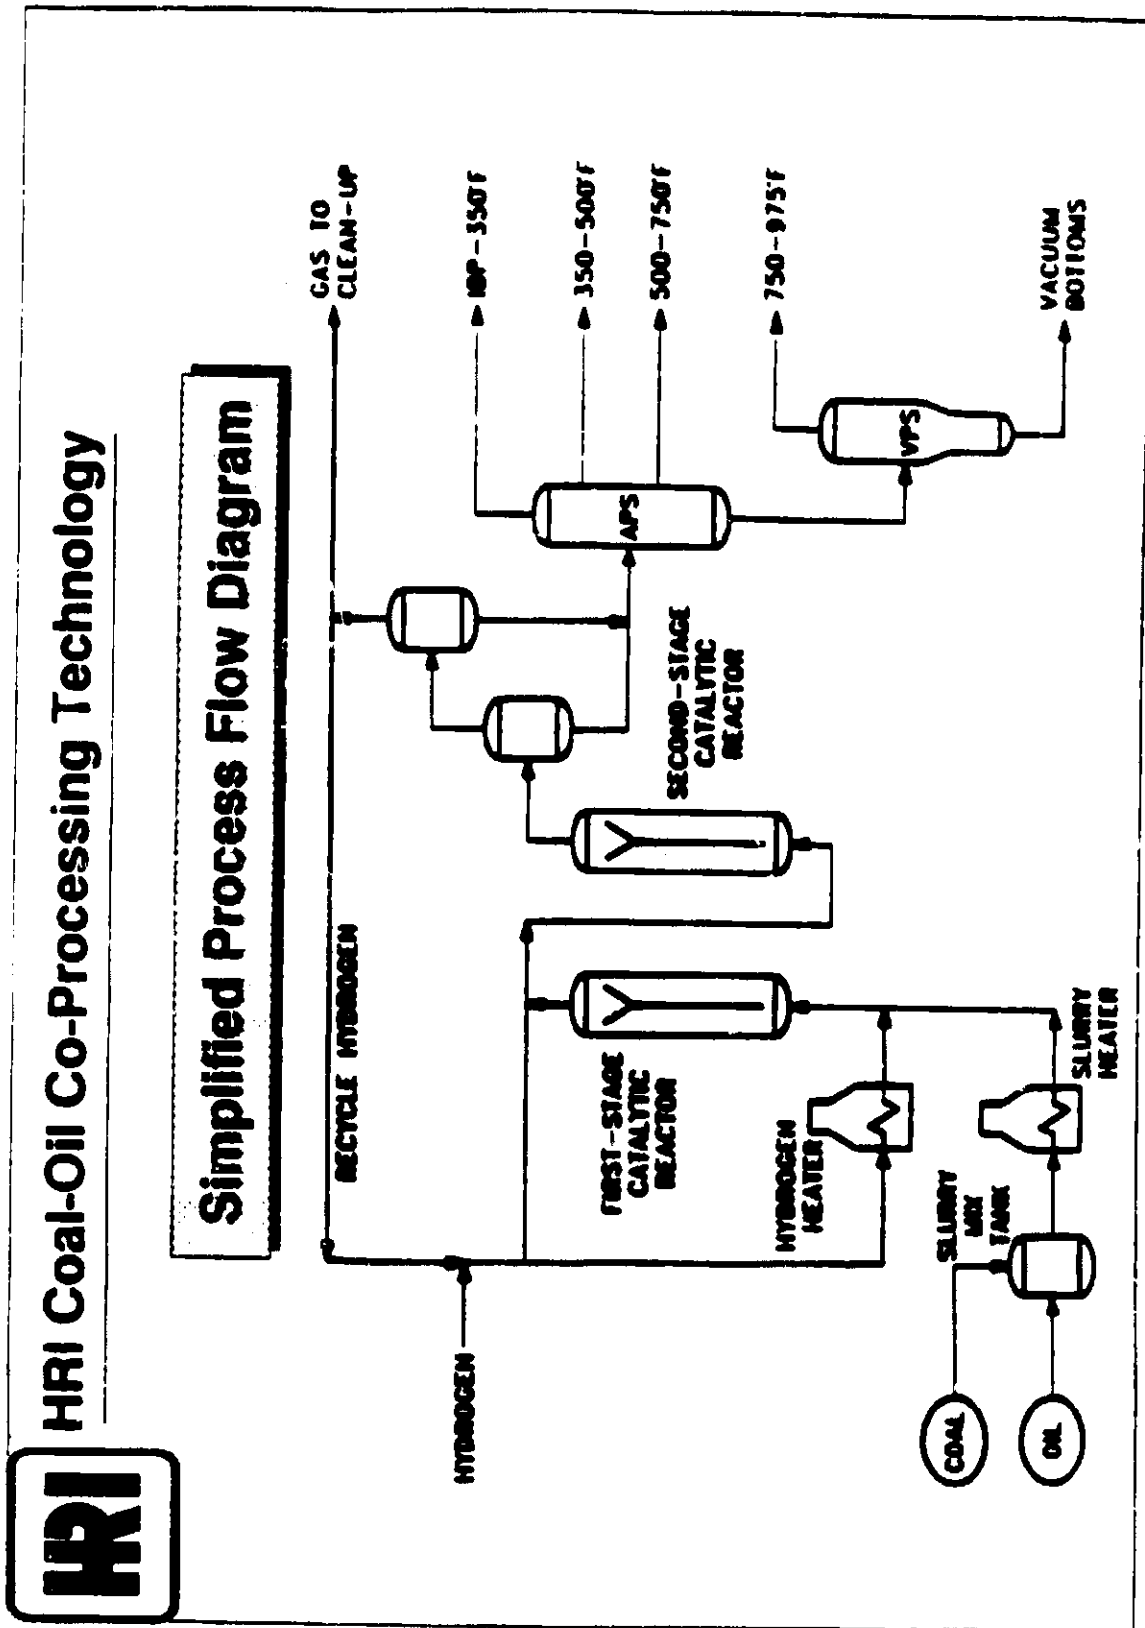 HRI
HRI Coal-Oil Co-Processing Technology
Simplified Process Flow Diagram
RECYCLE HYDROGEN
GAS TO
CLEAN-UP
HYDROGEN
IBP-350°F
350-500°F
500-750°F
APS
FIRST-STAGE
CATALYTIC
REACTOR
SECOND-STAGE
CATALYTIC
REACTOR
750-975°F
VPS
HYDROGEN
HEATER
VACUUM
BOTTOMS
COAL
SLURRY
MIX
TANK
OIL
SLURRY
HEATER